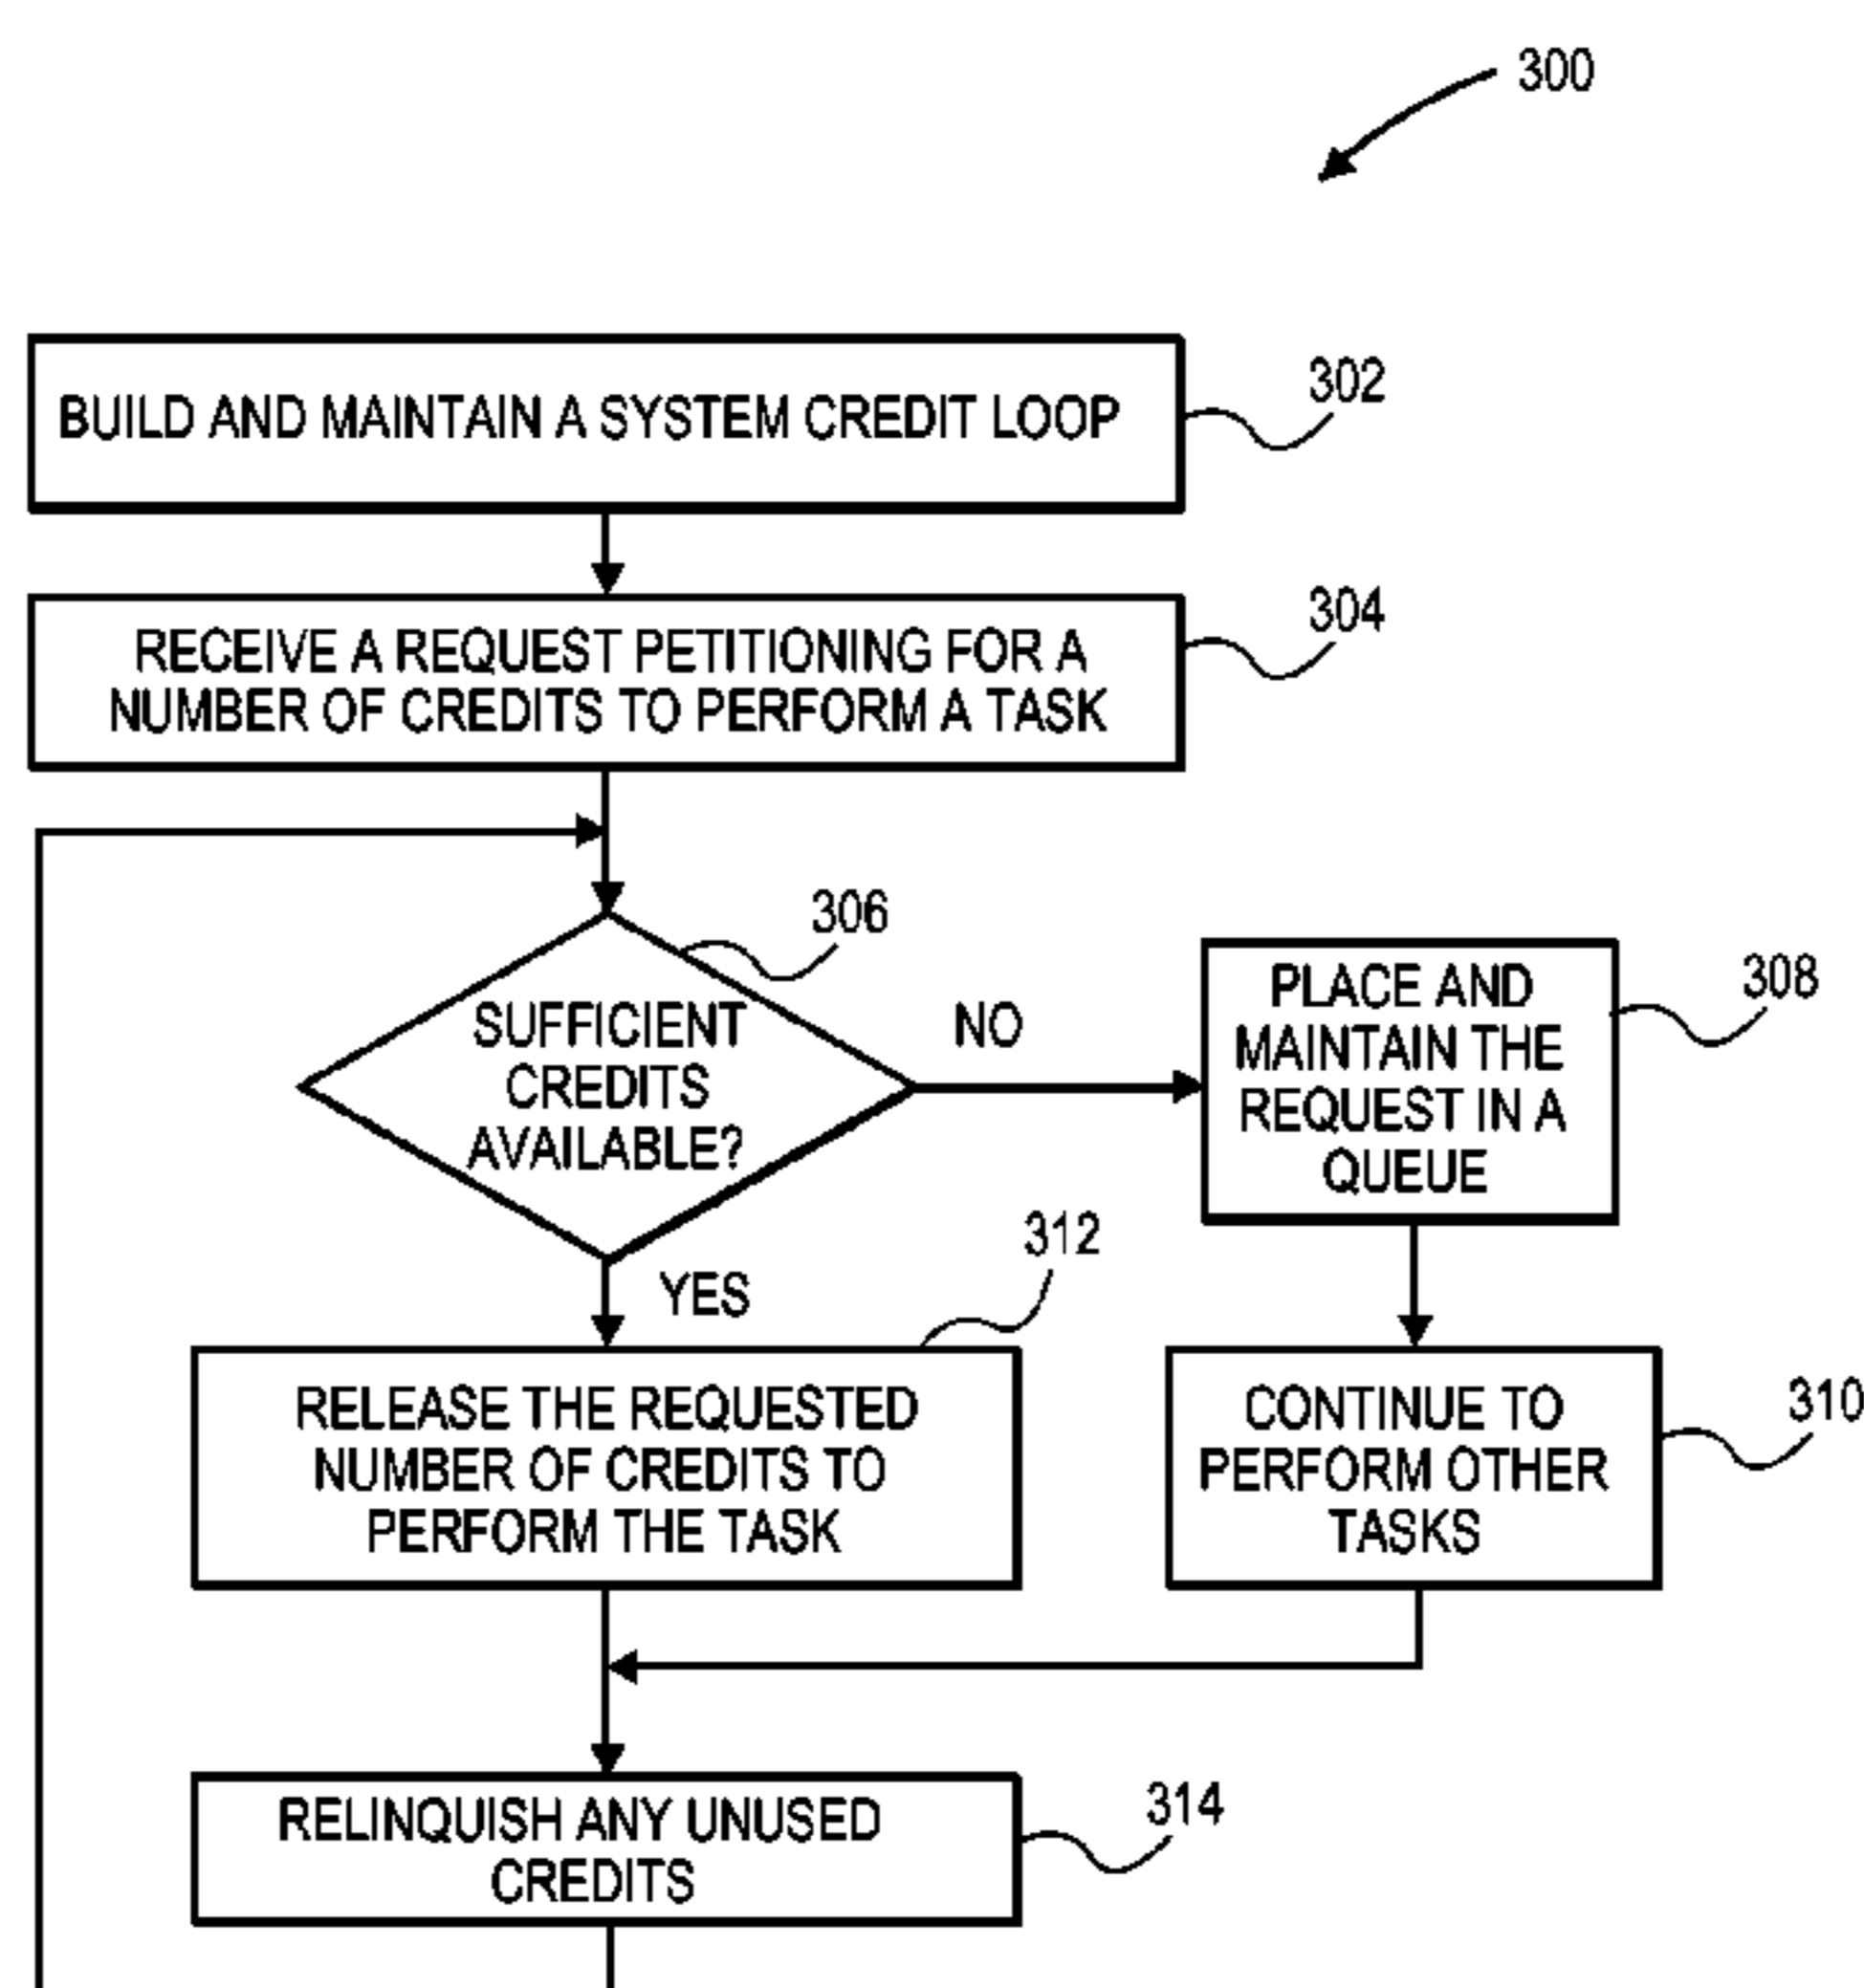 300
BUILD AND MAINTAIN A SYSTEM CREDIT LOOP
302
RECEIVE A REQUEST PETITIONING FOR A
NUMBER OF CREDITS TO PERFORM A TASK
304
SUFFICIENT
CREDITS
AVAILABLE?
306
NO
PLACE AND
MAINTAIN THE
REQUEST IN A
QUEUE
308
YES
312
RELEASE THE REQUESTED
NUMBER OF CREDITS TO
PERFORM THE TASK
CONTINUE TO
PERFORM OTHER
TASKS
310
RELINQUISH ANY UNUSED
CREDITS
314